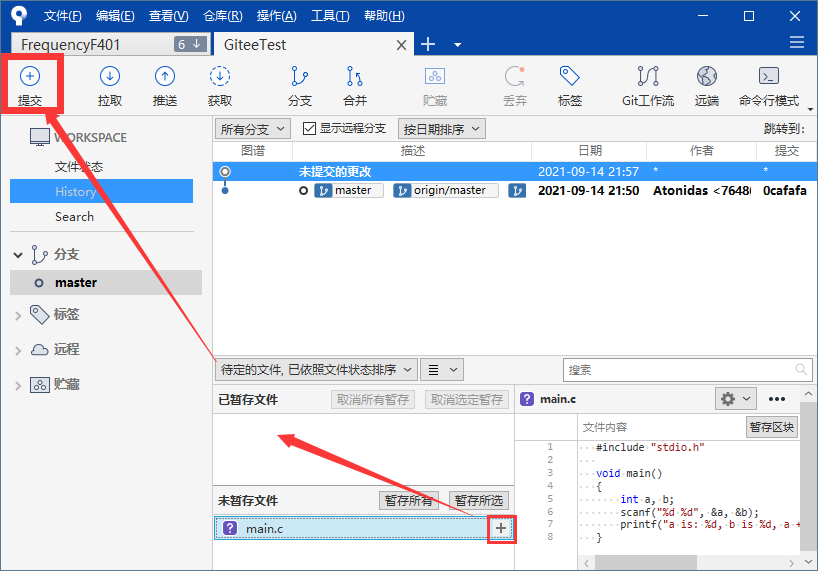 文件(F) 编辑(E) 查看(V) 仓库(R) 操作(A) 工具(T) 帮助(H)
FrequencyF401 6 GiteeTest
提交 拉取 推送 获取 分支 合并 贮藏 丢弃 标签 Git工作流 远端 命令行模式
WORKSPACE
文件状态
History
Search
分支
master
标签
远程
贮藏
所有分支 显示远程分支 按日期排序 跳转到:
图谱 描述 日期 作者 提交
未提交的更改 2021-09-14 21:57 * *
master origin/master 2021-09-14 21:50 Atonidas <7648 0cafafa
待定的文件, 已依照文件状态排序 搜索
已暂存文件 取消所有暂存 取消选定暂存
未暂存文件 暂存所有 暂存所选
main.c
main.c
文件内容 暂存区块
1 #include "stdio.h"
2
3 void main()
4 {
5 int a, b;
6 scanf("%d %d", &a, &b);
7 printf("a is: %d, b is %d, a +
8 }